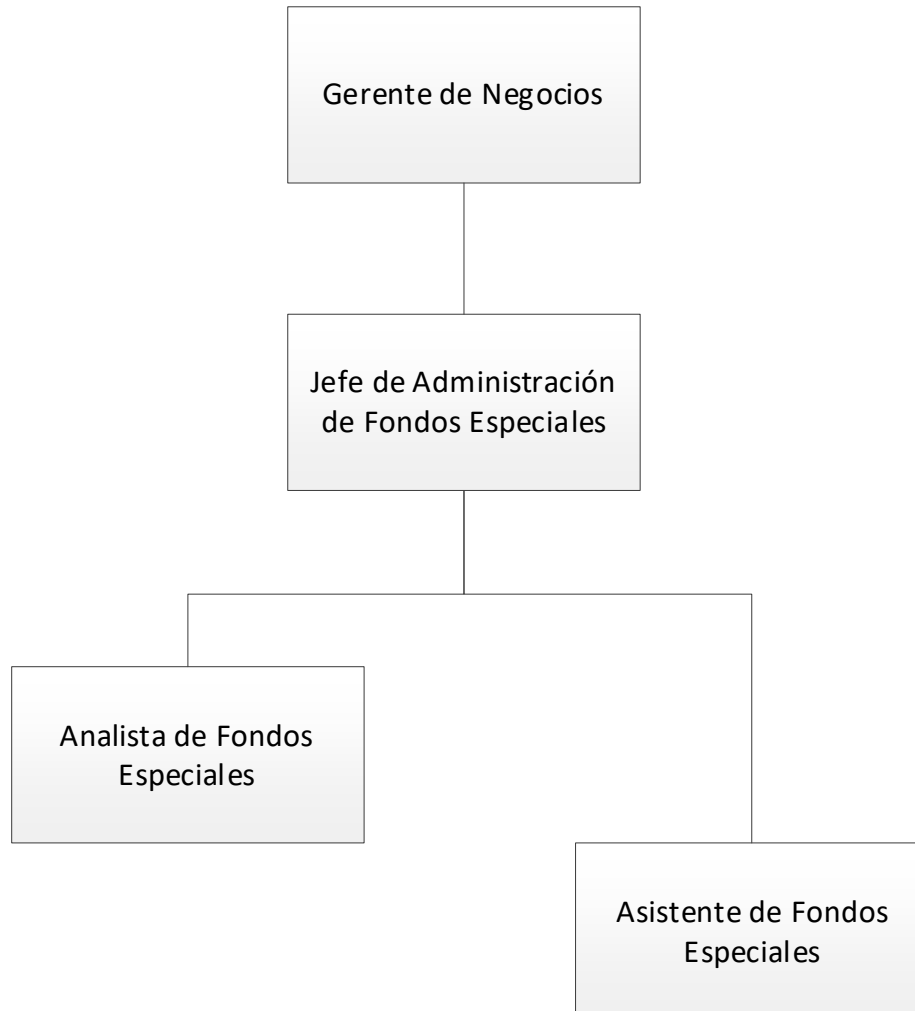 Gerente de Negocios
Jefe de Administración
de Fondos Especiales
Analista de Fondos
Especiales
Asistente de Fondos
Especiales